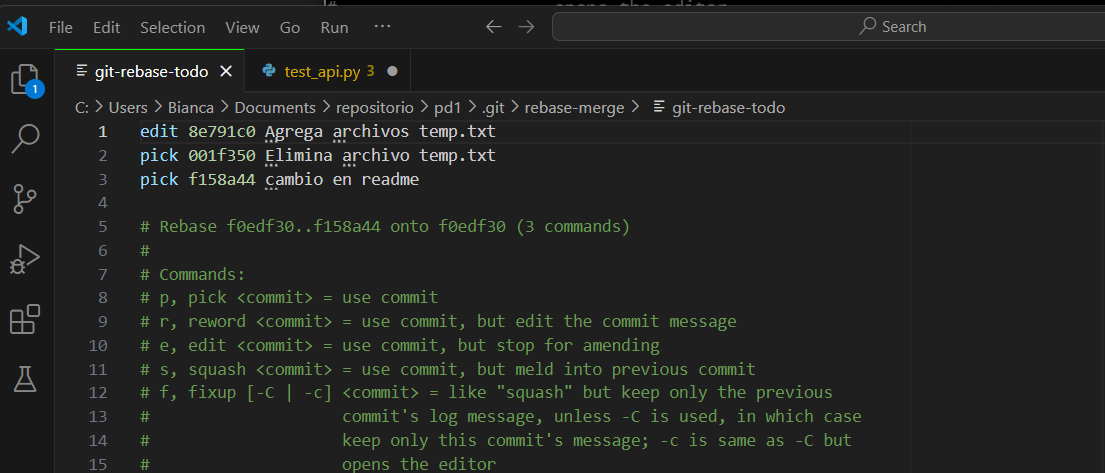 # opens the editor
File Edit Selection View Go Run ··· Search
git-rebase-todo test_api.py 3
1
C: > Users > Bianca > Documents > repositorio > pd1 > .git > rebase-merge > git-rebase-todo
1 edit 8e791c0 Agrega archivos temp.txt
2 pick 001f350 Elimina archivo temp.txt
3 pick f158a44 cambio en readme
4
5 # Rebase f0edf30..f158a44 onto f0edf30 (3 commands)
6 #
7 # Commands:
8 # p, pick <commit> = use commit
9 # r, reword <commit> = use commit, but edit the commit message
10 # e, edit <commit> = use commit, but stop for amending
11 # s, squash <commit> = use commit, but meld into previous commit
12 # f, fixup [-C | -c] <commit> = like "squash" but keep only the previous
13 # commit's log message, unless -C is used, in which case
14 # keep only this commit's message; -c is same as -C but
15 # opens the editor